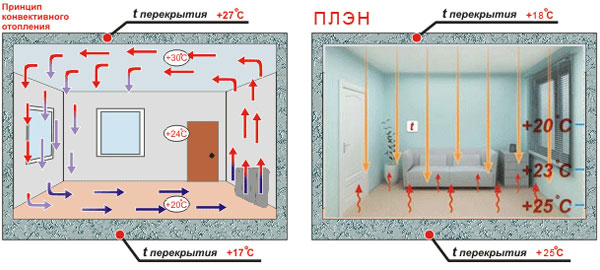 Принцип
конвективного
отопления
t перекрытия +27°C
+30°C
+24°C
+20°C
t перекрытия +17°C
ПЛЭН
t перекрытия +18°C
t
+20°C
+23°C
+25°C
t перекрытия +25°C